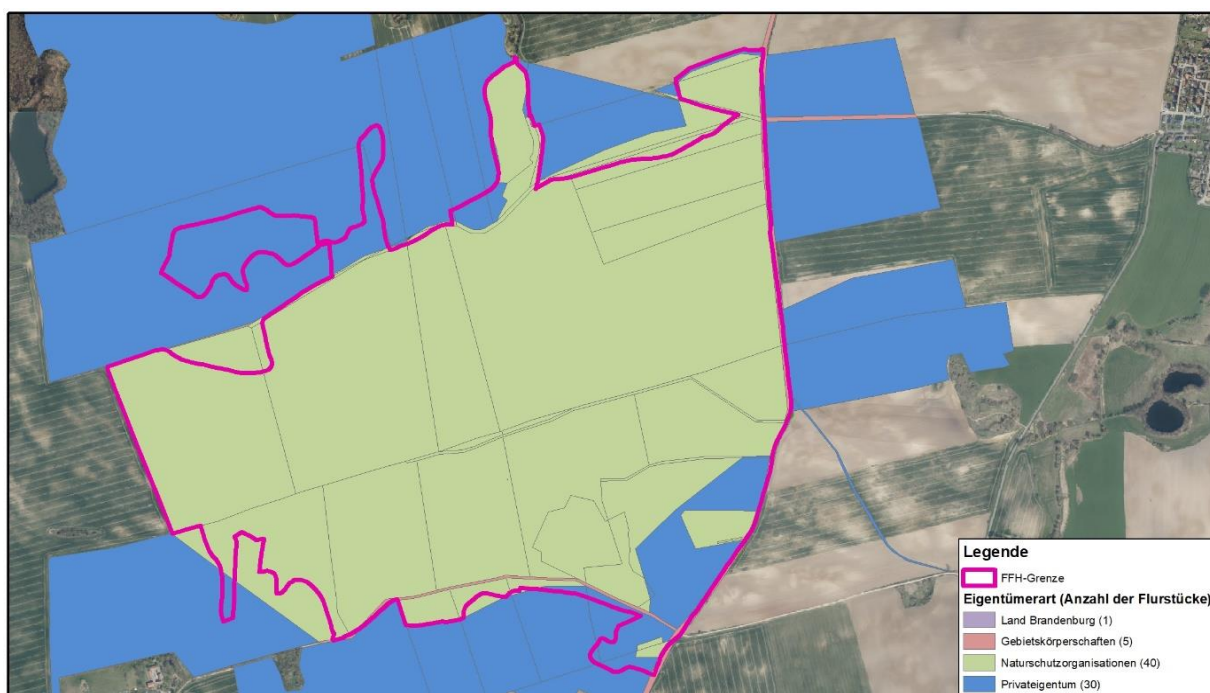 Legende
FFH-Grenze
Eigentümerart (Anzahl der Flurstücke)
Land Brandenburg (1)
Gebietskörperschaften (5)
Naturschutzorganisationen (40)
Privateigentum (30)